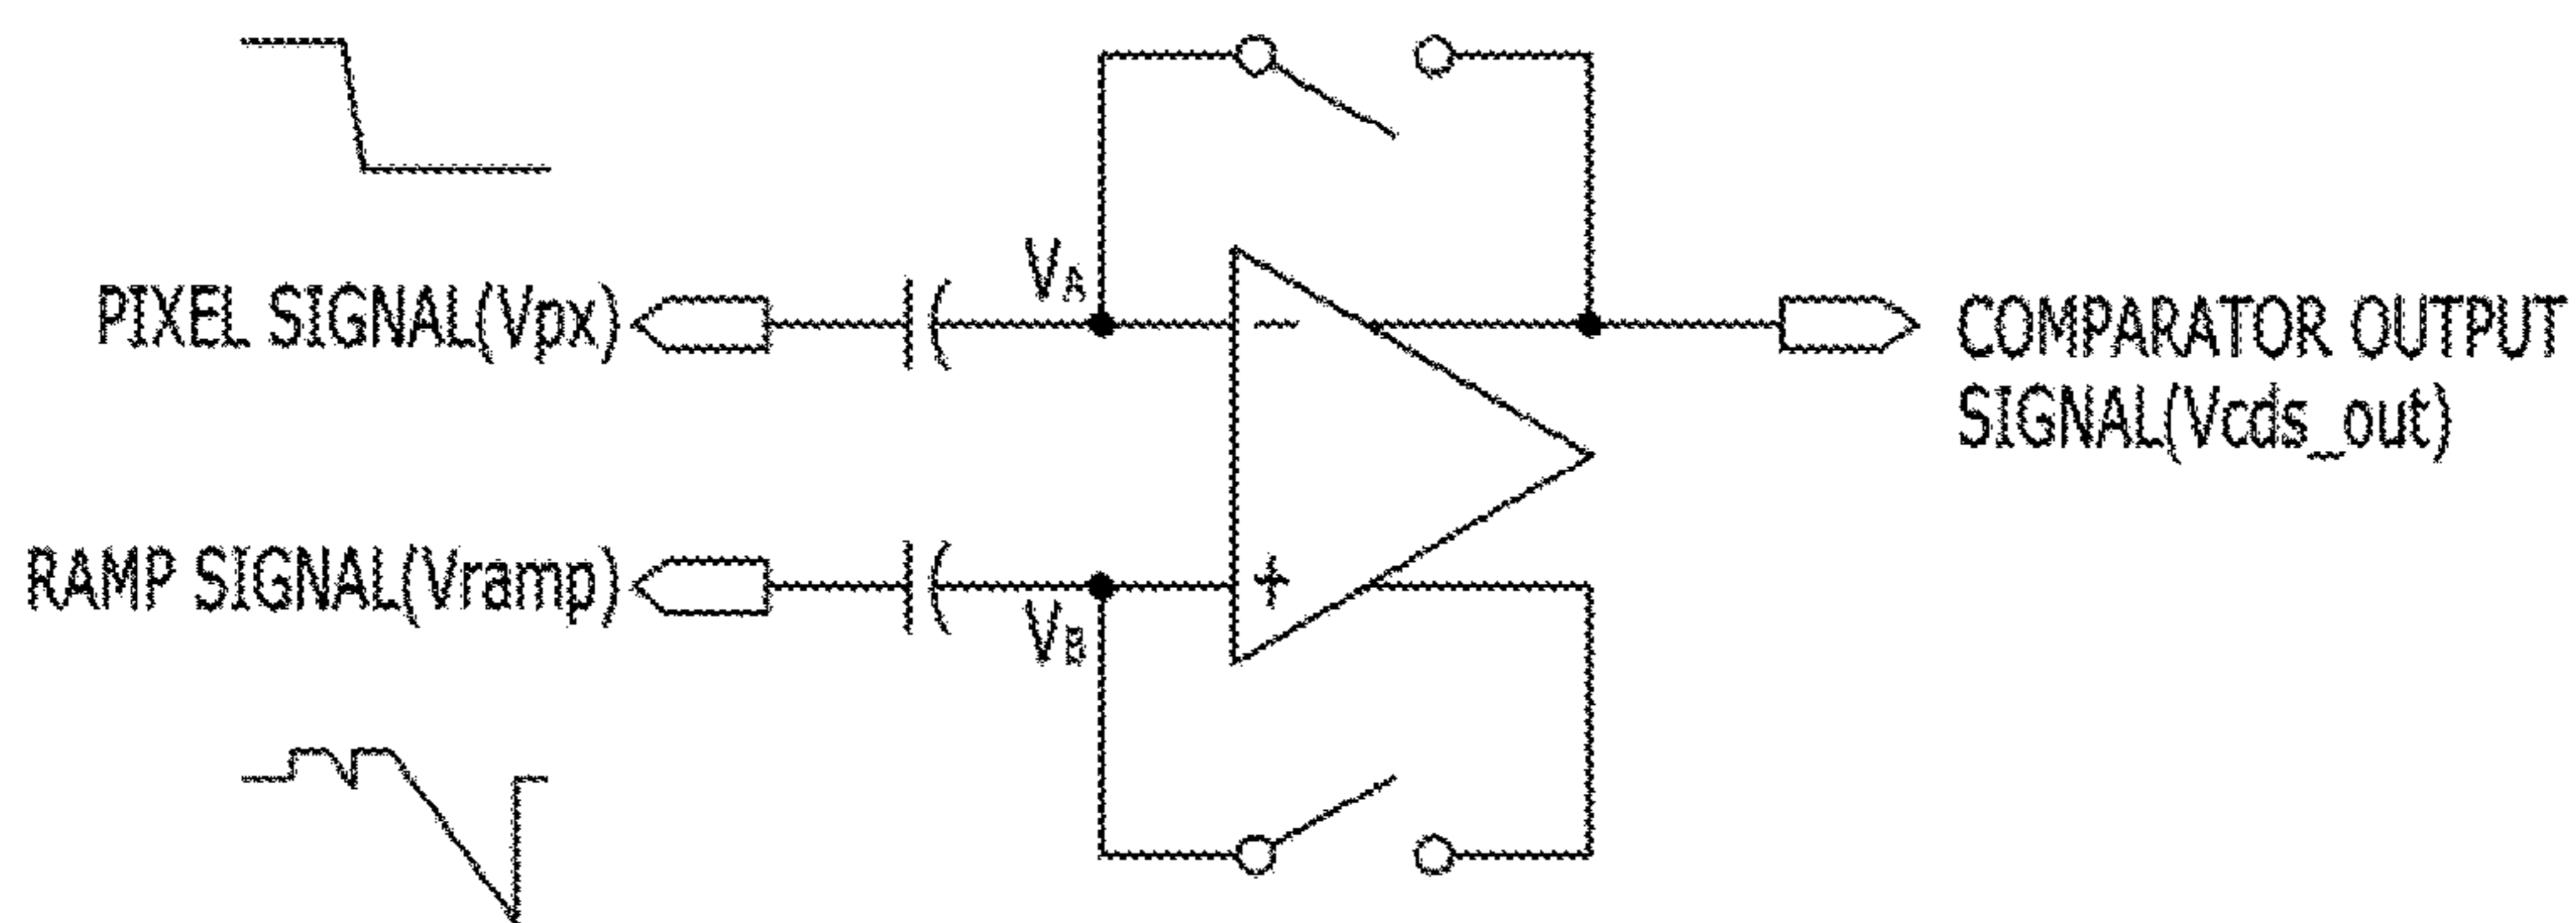 VA
PIXEL SIGNAL(Vpx)
−
COMPARATOR OUTPUT
SIGNAL(Vcds_out)
RAMP SIGNAL(Vramp)
+
VB